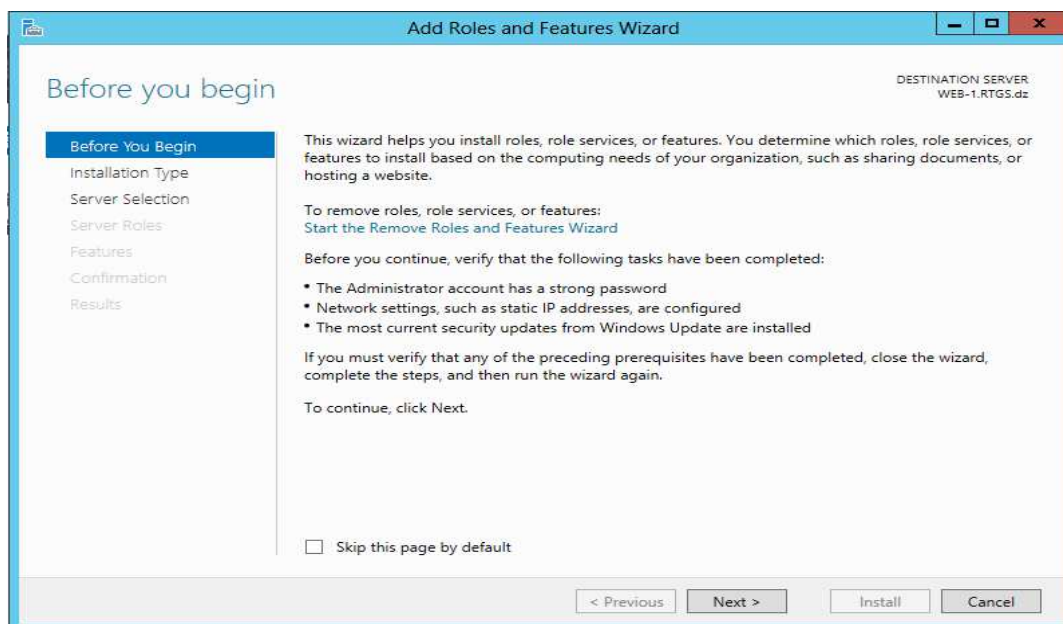 Add Roles and Features Wizard
Before you begin
DESTINATION SERVER
WEB-1.RTGS.dz
Before You Begin
Installation Type
Server Selection
Server Roles
Features
Confirmation
Results
This wizard helps you install roles, role services, or features. You determine which roles, role services, or
features to install based on the computing needs of your organization, such as sharing documents, or
hosting a website.
To remove roles, role services, or features:
Start the Remove Roles and Features Wizard
Before you continue, verify that the following tasks have been completed:
• The Administrator account has a strong password
• Network settings, such as static IP addresses, are configured
• The most current security updates from Windows Update are installed
If you must verify that any of the preceding prerequisites have been completed, close the wizard,
complete the steps, and then run the wizard again.
To continue, click Next.
Skip this page by default
< Previous
Next >
Install
Cancel